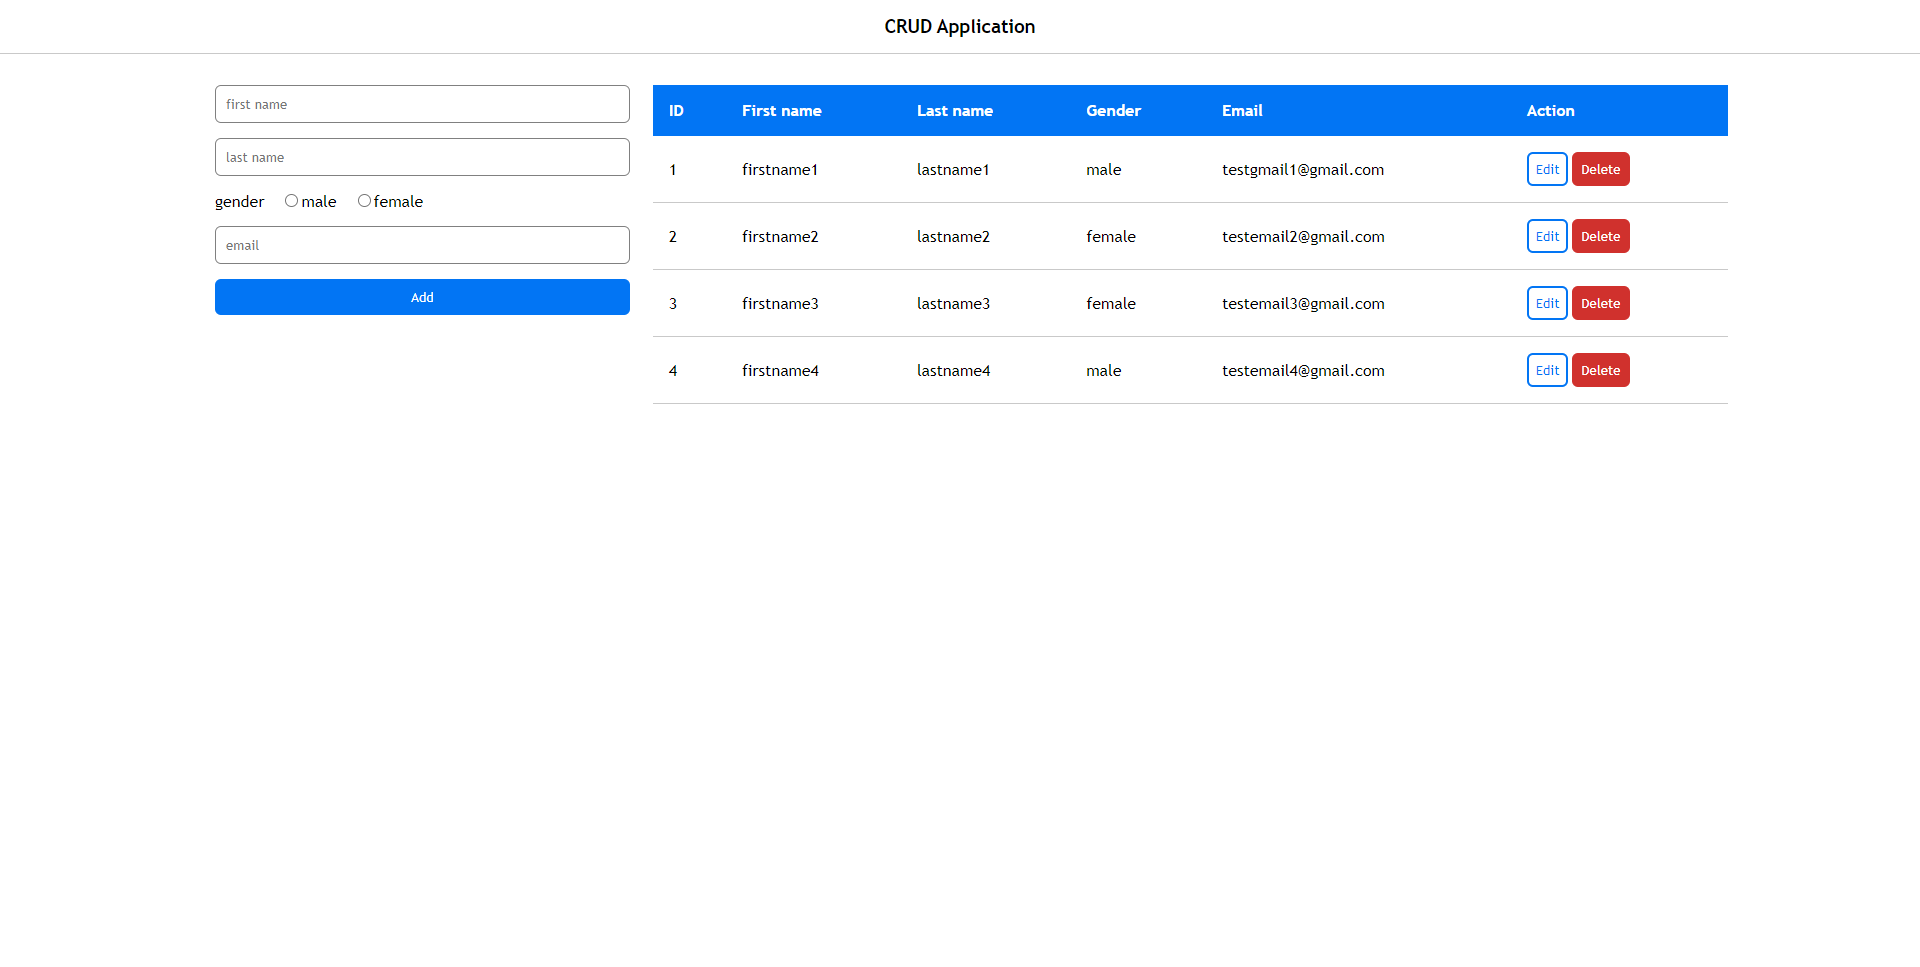 CRUD Application
first name
last name
gender male female
email
Add
ID First name Last name Gender Email Action
1 firstname1 lastname1 male testgmail1@gmail.com Edit Delete
2 firstname2 lastname2 female testemail2@gmail.com Edit Delete
3 firstname3 lastname3 female testemail3@gmail.com Edit Delete
4 firstname4 lastname4 male testemail4@gmail.com Edit Delete